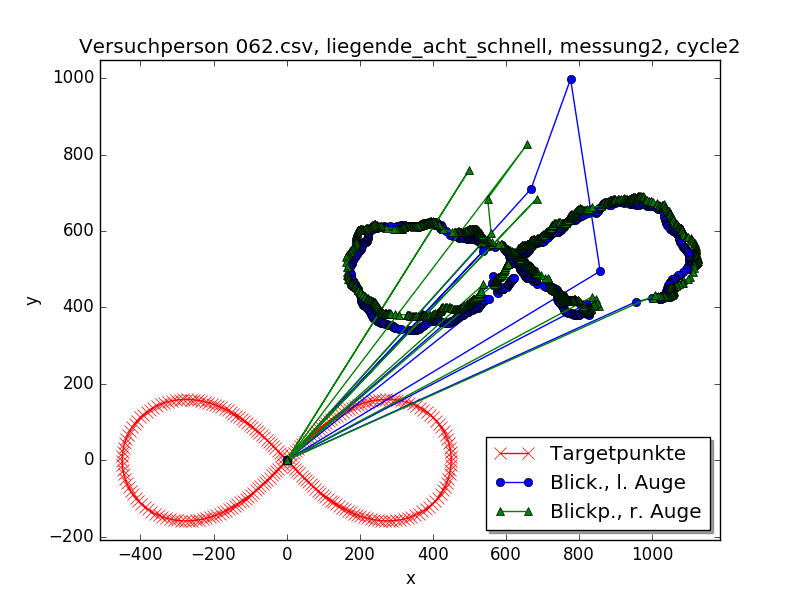 Versuchperson 062.csv, liegende_acht_schnell, messung2, cycle2
1000
800
600
400
200
0
−200
y
−400
−200
0
200
400
600
800
1000
x
Targetpunkte
Blick., l. Auge
Blickp., r. Auge